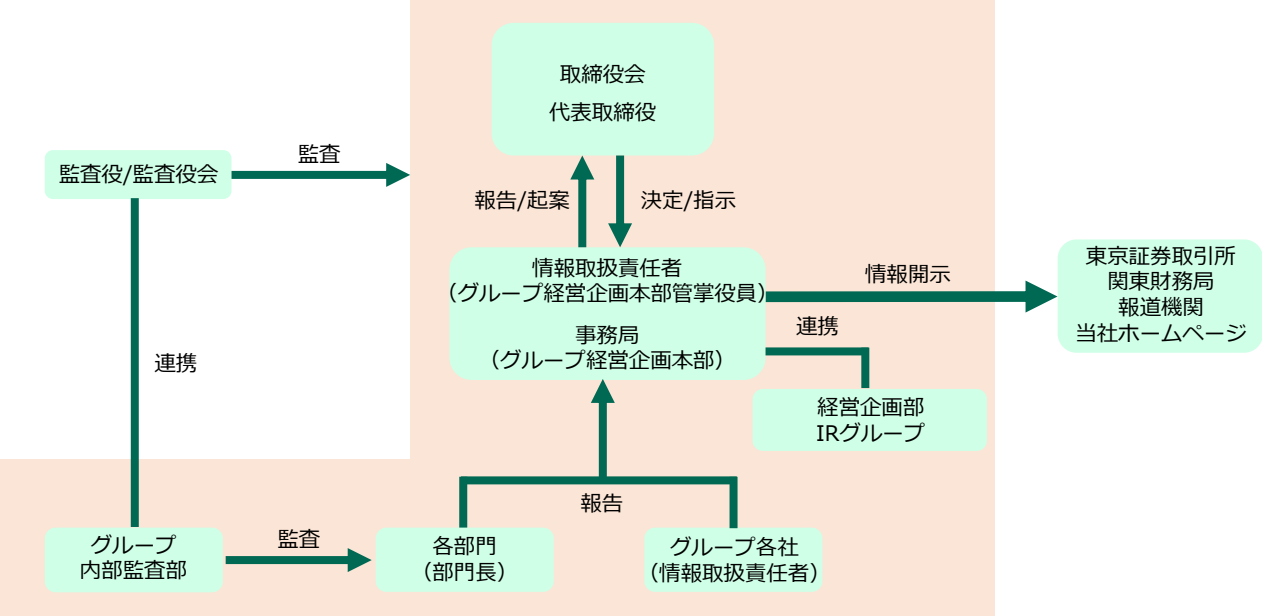 取締役会
代表取締役
監査役/監査役会
監査
報告/起案
決定/指示
情報取扱責任者
（グループ経営企画本部管掌役員）
事務局
（グループ経営企画本部）
情報開示
連携
東京証券取引所
関東財務局
報道機関
当社ホームページ
経営企画部
IRグループ
連携
報告
グループ
内部監査部
監査
各部門
（部門長）
グループ各社
（情報取扱責任者）